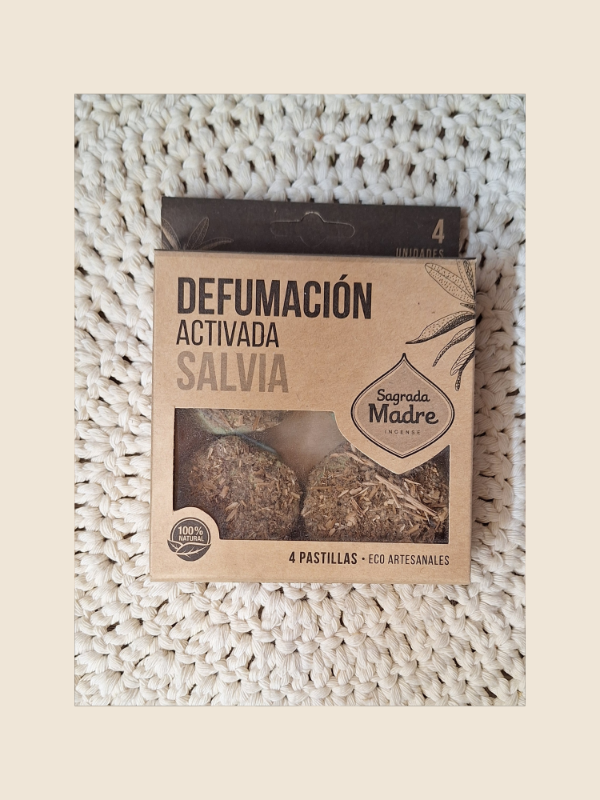 4
UNIDADES
DEFUMACIÓN
ACTIVADA
SALVIA
Sagrada
Madre
INCENSE
100%
NATURAL
4 PASTILLAS • ECO ARTESANALES